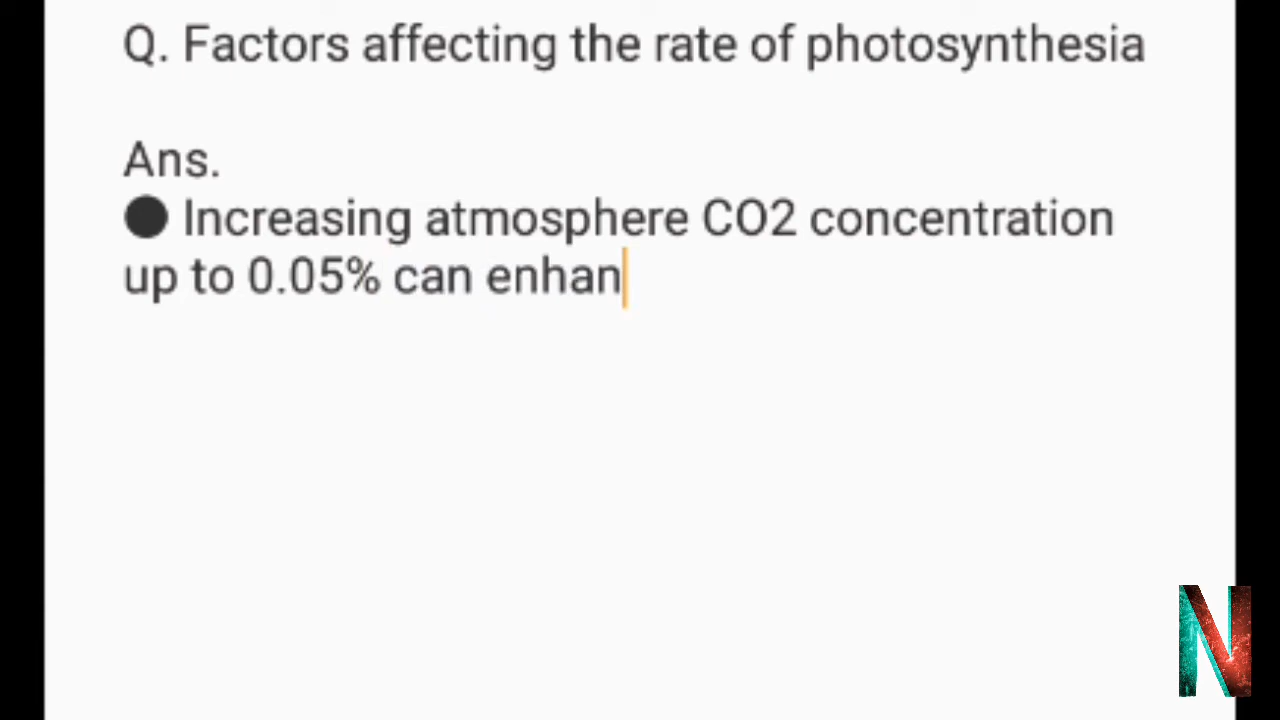 Q. Factors affecting the rate of photosynthesia
Ans.
● Increasing atmosphere CO2 concentration
up to 0.05% can enhan
N